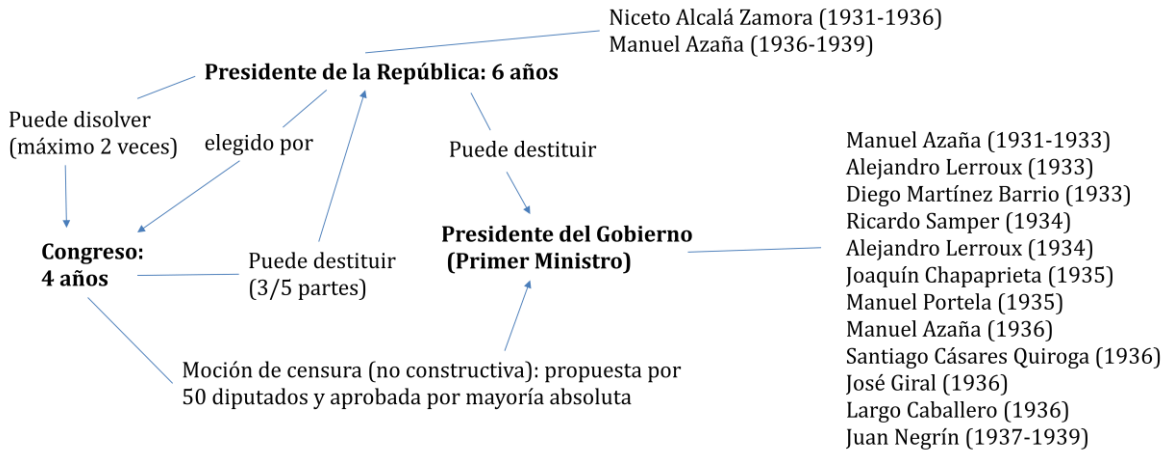 Niceto Alcalá Zamora (1931-1936)
Manuel Azaña (1936-1939)
Presidente de la República: 6 años
Puede disolver
(máximo 2 veces)
elegido por
Puede destituir
Manuel Azaña (1931-1933)
Alejandro Lerroux (1933)
Diego Martínez Barrio (1933)
Ricardo Samper (1934)
Alejandro Lerroux (1934)
Joaquín Chapaprieta (1935)
Manuel Portela (1935)
Manuel Azaña (1936)
Santiago Cásares Quiroga (1936)
José Giral (1936)
Largo Caballero (1936)
Juan Negrín (1937-1939)
Congreso:
4 años
Puede destituir
(3/5 partes)
Presidente del Gobierno
(Primer Ministro)
Moción de censura (no constructiva): propuesta por
50 diputados y aprobada por mayoría absoluta